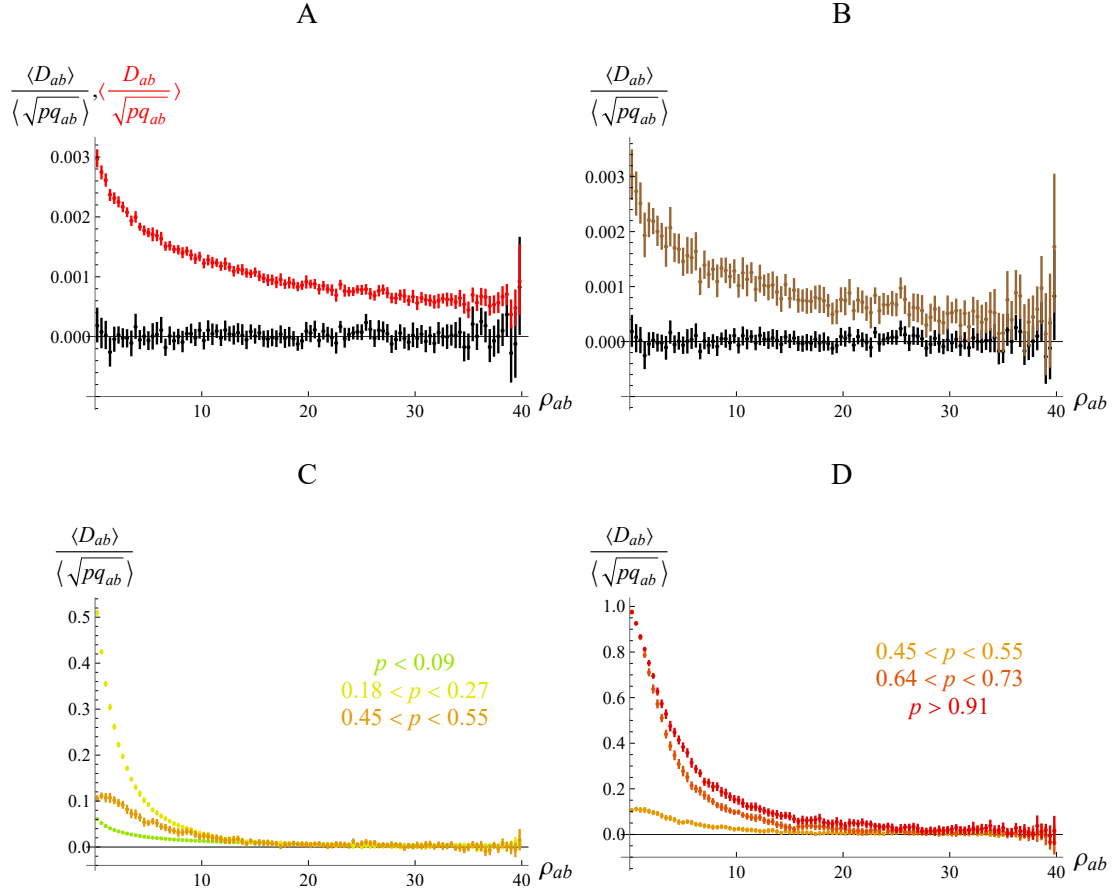 A
⟨D_ab⟩/⟨√pq_ab⟩,⟨D_ab/√pq_ab⟩
0.003
0.002
0.001
0.000
10
20
30
40
ρ_ab
B
⟨D_ab⟩/⟨√pq_ab⟩
0.003
0.002
0.001
0.000
10
20
30
40
ρ_ab
C
⟨D_ab⟩/⟨√pq_ab⟩
0.5
0.4
0.3
0.2
0.1
0.0
p < 0.09
0.18 < p < 0.27
0.45 < p < 0.55
10
20
30
40
ρ_ab
D
⟨D_ab⟩/⟨√pq_ab⟩
1.0
0.8
0.6
0.4
0.2
0.0
0.45 < p < 0.55
0.64 < p < 0.73
p > 0.91
10
20
30
40
ρ_ab